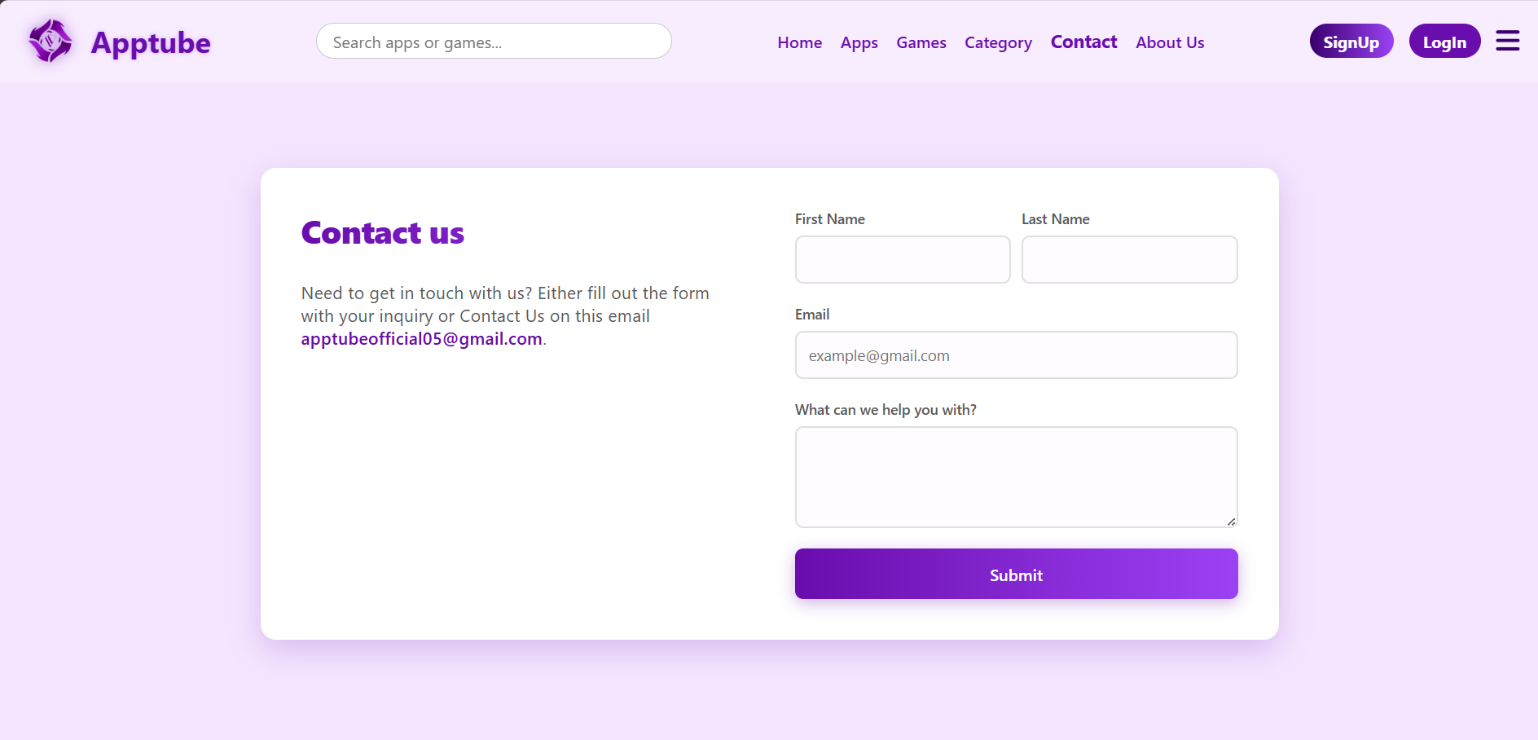 Apptube
Search apps or games...
Home Apps Games Category Contact About Us
SignUp
LogIn
Contact us
Need to get in touch with us? Either fill out the form
with your inquiry or Contact Us on this email
apptubeofficial05@gmail.com.
First Name
Last Name
Email
example@gmail.com
What can we help you with?
Submit